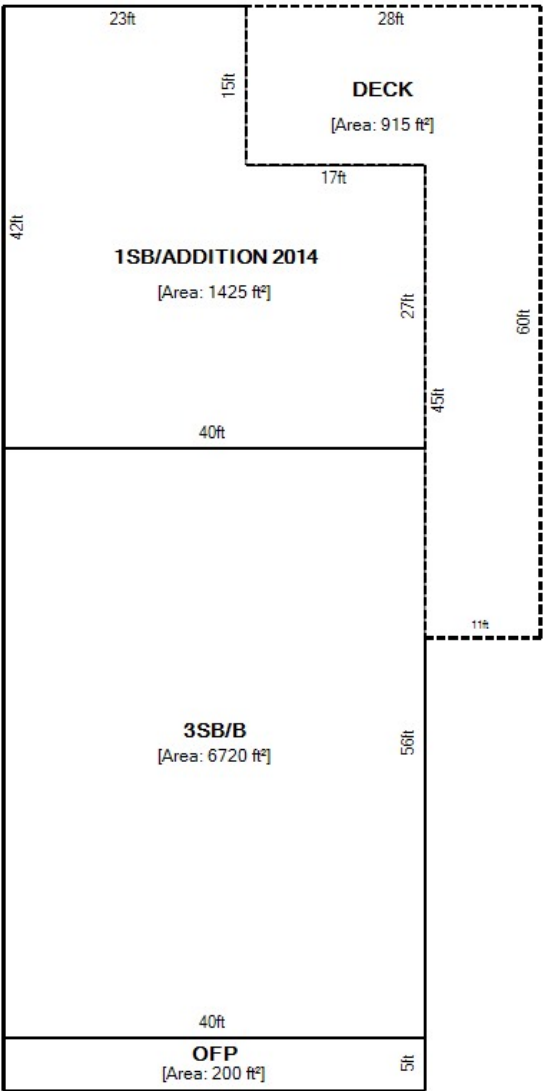 23ft
28ft
15ft
DECK
[Area: 915 ft²]
17ft
42ft
1SB/ADDITION 2014
[Area: 1425 ft²]
27ft
60ft
45ft
40ft
11ft
3SB/B
[Area: 6720 ft²]
56ft
40ft
OFP
[Area: 200 ft²]
5ft